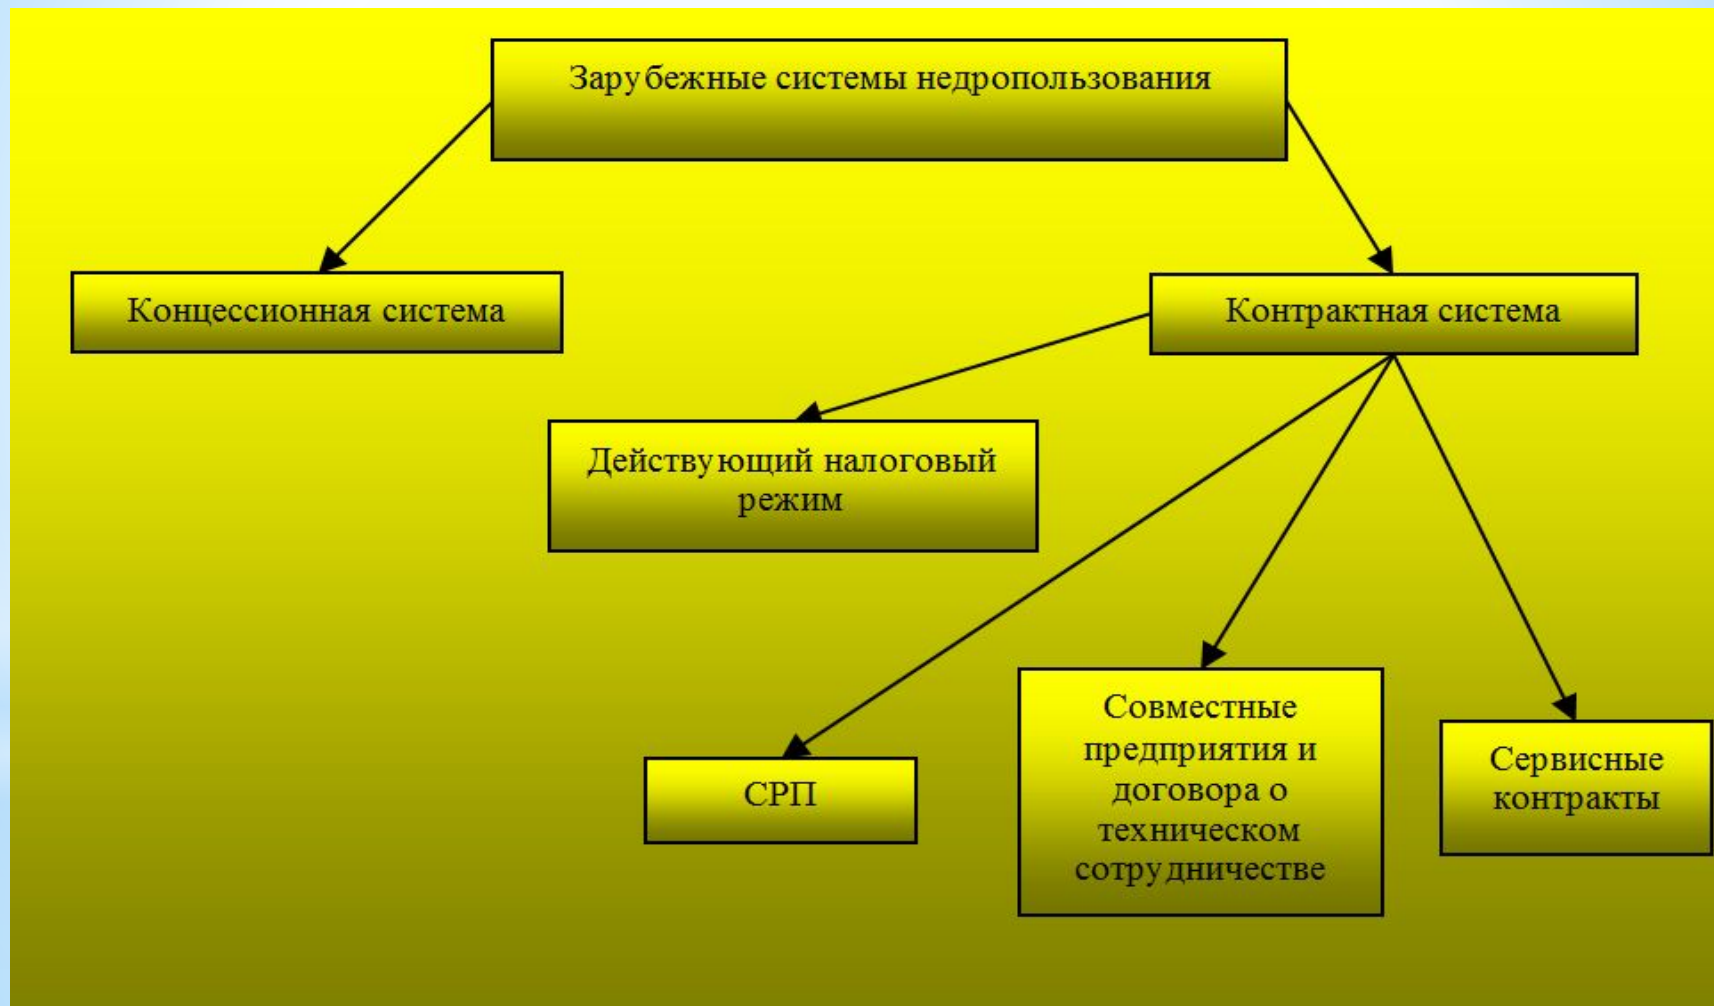 Зарубежные системы недропользования
Концессионная система
Контрактная система
Действующий налоговый
режим
СРП
Совместные
предприятия и
договора о
техническом
сотрудничестве
Сервисные
контракты